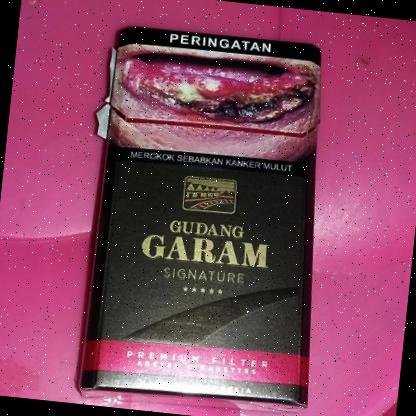 PERINGATAN
MEROKOK SEBABKAN KANKER MULUT
GUDANG
GARAM
SIGNATURE
PREMIUM FILTER